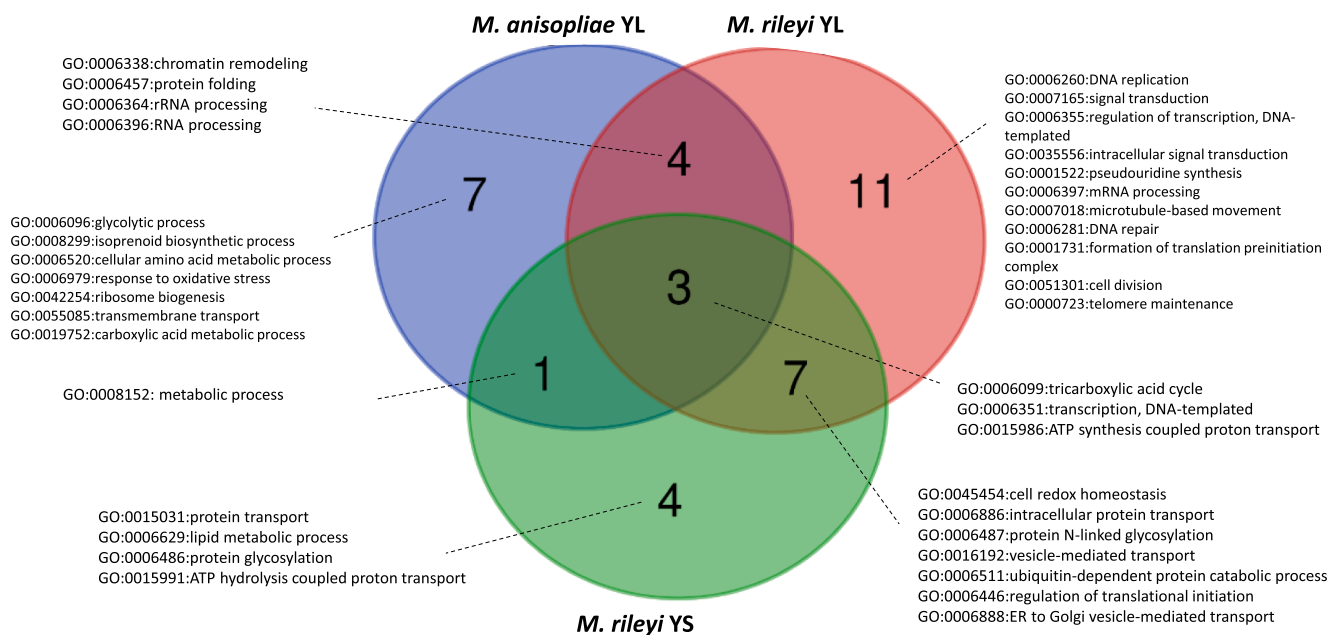 M. anisopliae YL
M. rileyi YL
GO:0006338:chromatin remodeling
GO:0006457:protein folding
GO:0006364:rRNA processing
GO:0006396:RNA processing
GO:0006260:DNA replication
GO:0007165:signal transduction
GO:0006355:regulation of transcription, DNA-
templated
GO:0035556:intracellular signal transduction
GO:0001522:pseudouridine synthesis
GO:0006397:mRNA processing
GO:0007018:microtubule-based movement
GO:0006281:DNA repair
GO:0001731:formation of translation preinitiation
complex
GO:0051301:cell division
GO:0000723:telomere maintenance
4
7
11
GO:0006096:glycolytic process
GO:0008299:isoprenoid biosynthetic process
GO:0006520:cellular amino acid metabolic process
GO:0006979:response to oxidative stress
GO:0042254:ribosome biogenesis
GO:0055085:transmembrane transport
GO:0019752:carboxylic acid metabolic process
3
1
7
GO:0008152: metabolic process
GO:0006099:tricarboxylic acid cycle
GO:0006351:transcription, DNA-templated
GO:0015986:ATP synthesis coupled proton transport
4
GO:0015031:protein transport
GO:0006629:lipid metabolic process
GO:0006486:protein glycosylation
GO:0015991:ATP hydrolysis coupled proton transport
GO:0045454:cell redox homeostasis
GO:0006886:intracellular protein transport
GO:0006487:protein N-linked glycosylation
GO:0016192:vesicle-mediated transport
GO:0006511:ubiquitin-dependent protein catabolic process
GO:0006446:regulation of translational initiation
GO:0006888:ER to Golgi vesicle-mediated transport
M. rileyi YS